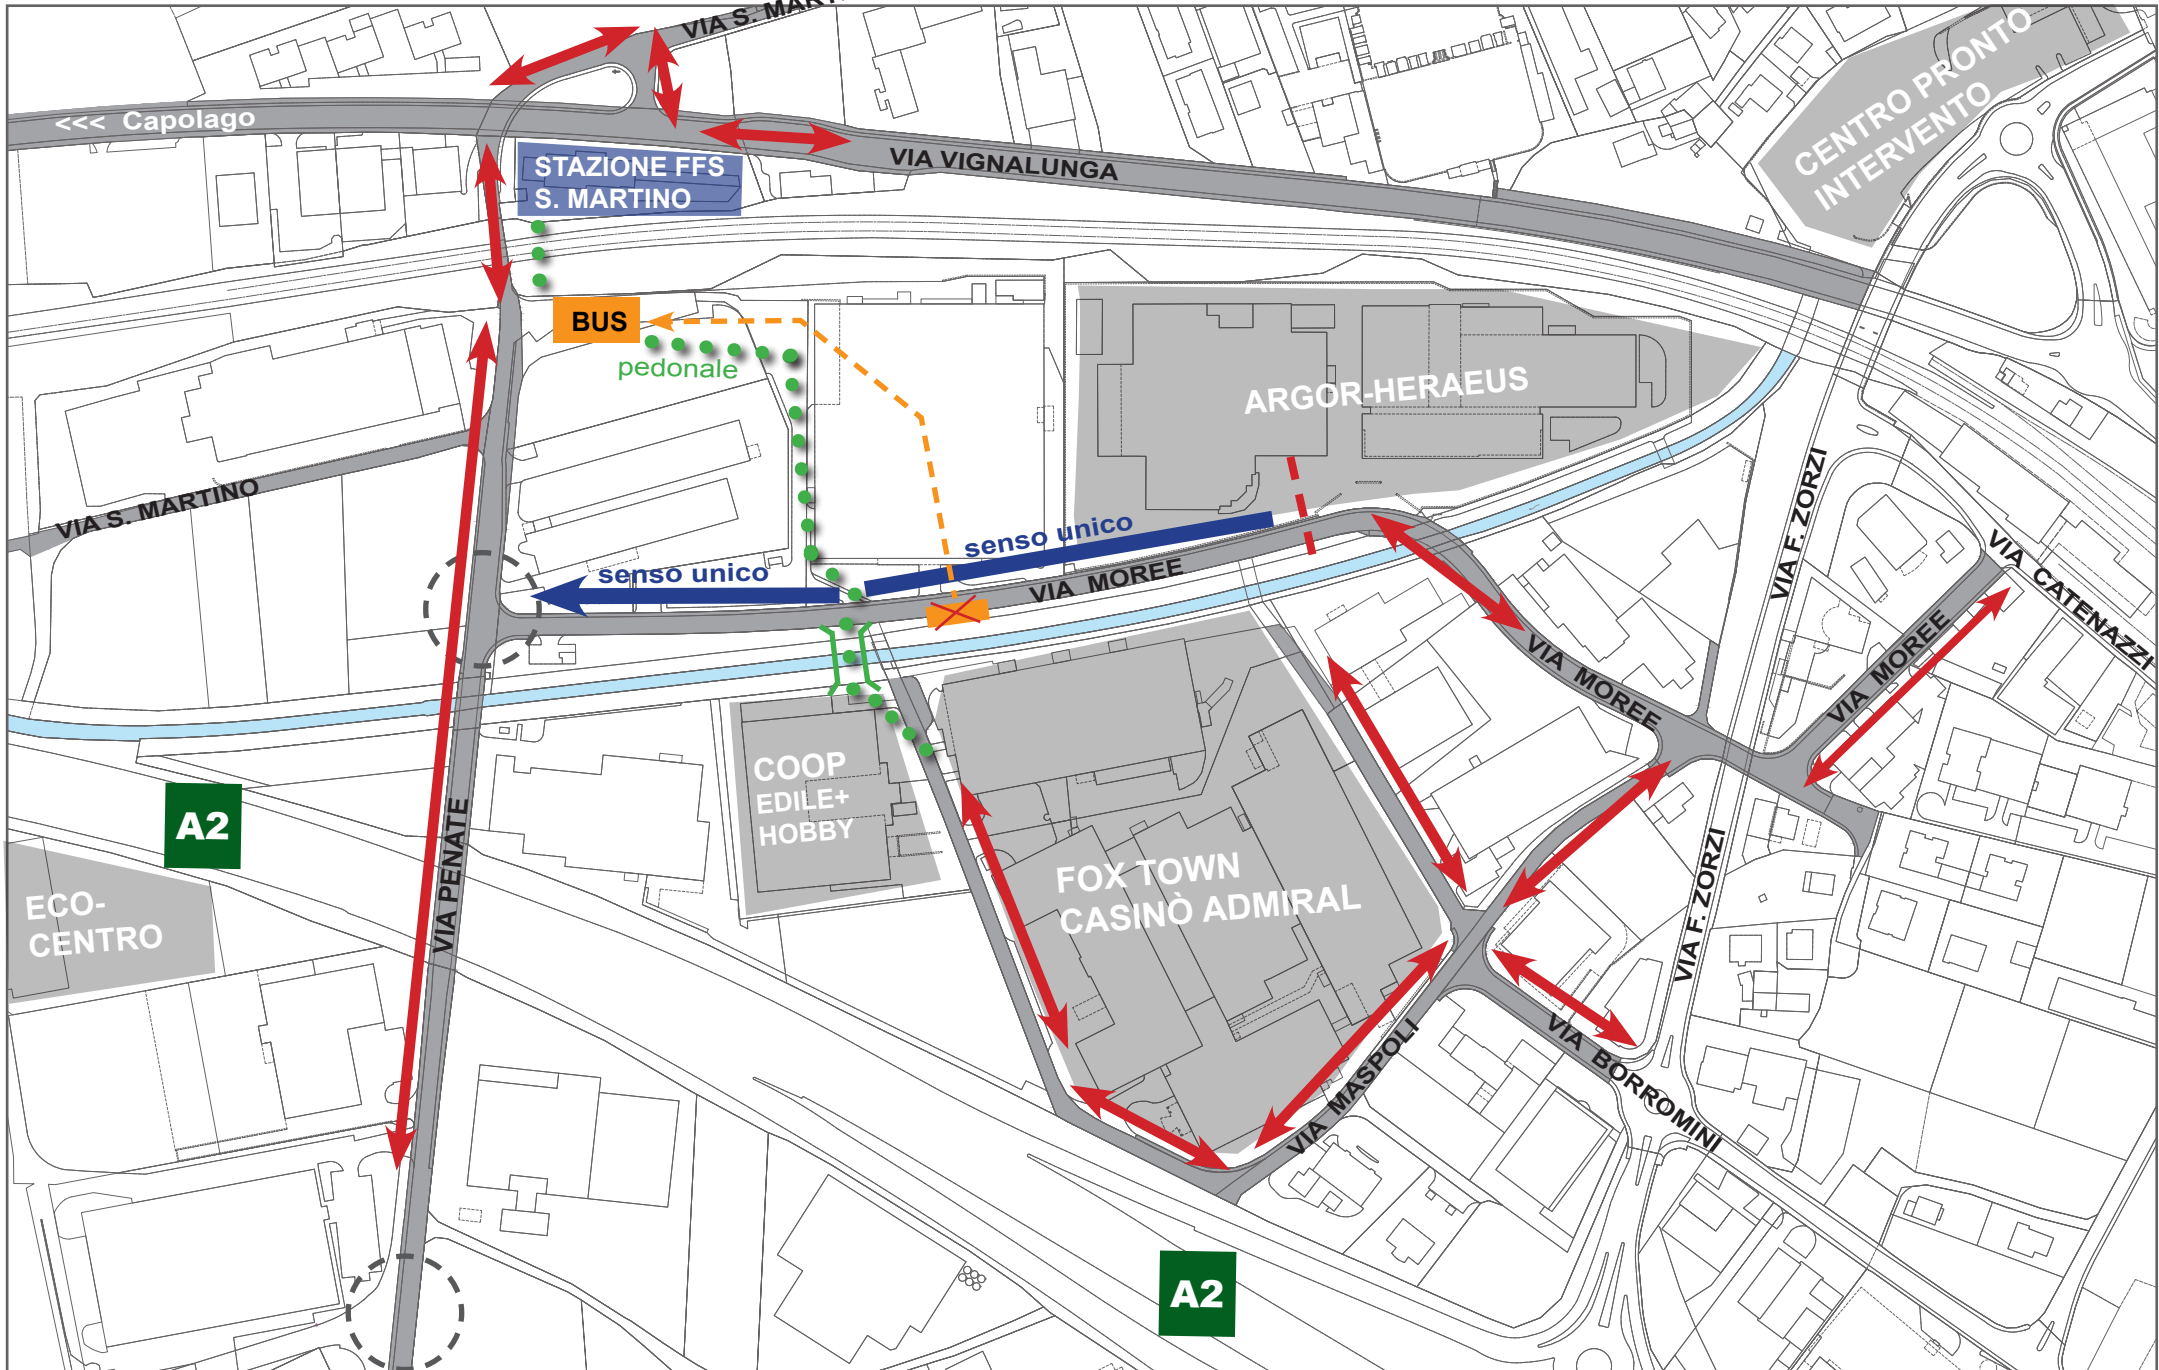 VIA S. MART
<<< Capolago
VIA VIGNALUNGA
CENTRO PRONTO
INTERVENTO
STAZIONE FFS
S. MARTINO
BUS
pedonale
ARGOR-HERAEUS
VIA S. MARTINO
senso unico
senso unico
VIA MOREE
VIA F. ZORZI
VIA CATENAZZI
VIA MOREE
VIA MOREE
COOP
EDILE+
HOBBY
A2
VIA PENATE
ECO-
CENTRO
FOX TOWN
CASINÒ ADMIRAL
VIA F. ZORZI
VIA MASPOLI
VIA BORROMINI
A2